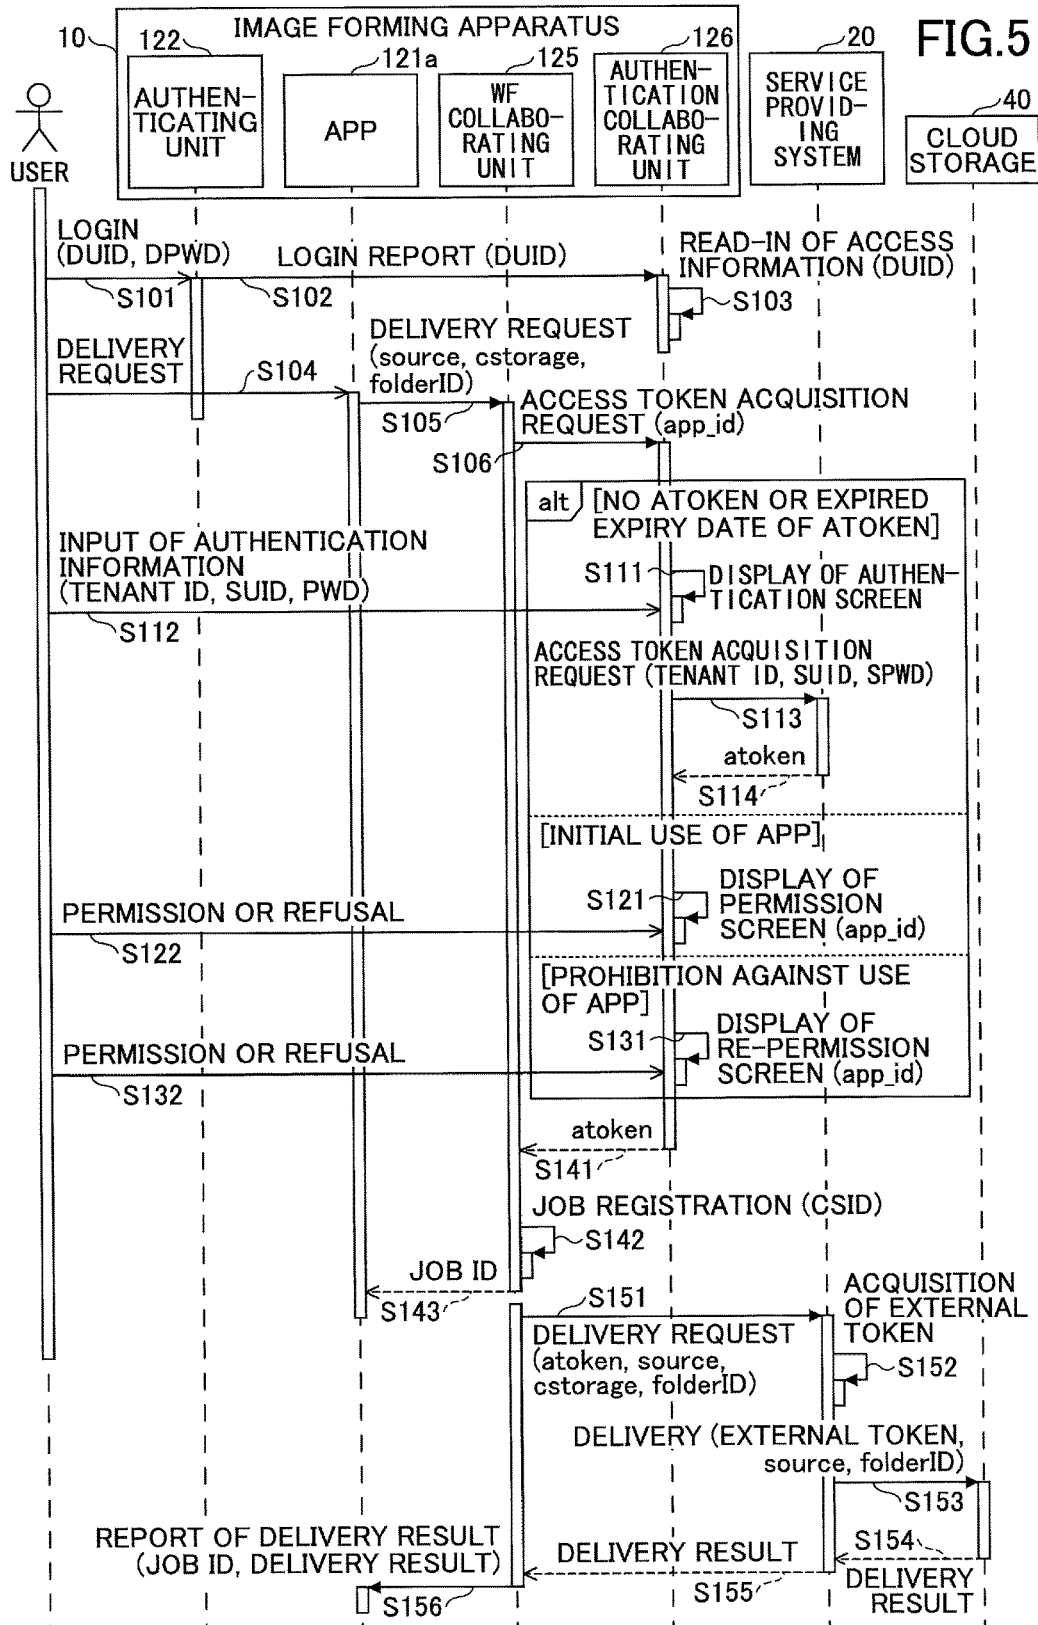 FIG.5
IMAGE FORMING APPARATUS
10
122
121a
125
126
20
40
USER
AUTHEN-
TICATING
UNIT
APP
WF
COLLABO-
RATING
UNIT
AUTHEN-
TICATION
COLLABO-
RATING
UNIT
SERVICE
PROVID-
ING
SYSTEM
CLOUD
STORAGE
LOGIN
(DUID, DPWD)
S101
LOGIN REPORT (DUID)
S102
READ-IN OF ACCESS
INFORMATION (DUID)
S103
DELIVERY
REQUEST
S104
DELIVERY REQUEST
(source, cstorage,
folderID)
S105
ACCESS TOKEN ACQUISITION
REQUEST (app_id)
S106
alt
[NO ATOKEN OR EXPIRED
EXPIRY DATE OF ATOKEN]
S111
DISPLAY OF AUTHEN-
TICATION SCREEN
INPUT OF AUTHENTICATION
INFORMATION
(TENANT ID, SUID, PWD)
S112
ACCESS TOKEN ACQUISITION
REQUEST (TENANT ID, SUID, SPWD)
S113
atoken
S114
[INITIAL USE OF APP]
S121
DISPLAY OF
PERMISSION
SCREEN (app_id)
PERMISSION OR REFUSAL
S122
[PROHIBITION AGAINST USE
OF APP]
S131
DISPLAY OF
RE-PERMISSION
SCREEN (app_id)
PERMISSION OR REFUSAL
S132
atoken
S141
JOB REGISTRATION (CSID)
S142
JOB ID
S143
S151
DELIVERY REQUEST
(atoken, source,
cstorage, folderID)
ACQUISITION
OF EXTERNAL
TOKEN
S152
DELIVERY (EXTERNAL TOKEN,
source, folderID)
S153
S154
DELIVERY
RESULT
DELIVERY RESULT
S155
REPORT OF DELIVERY RESULT
(JOB ID, DELIVERY RESULT)
S156